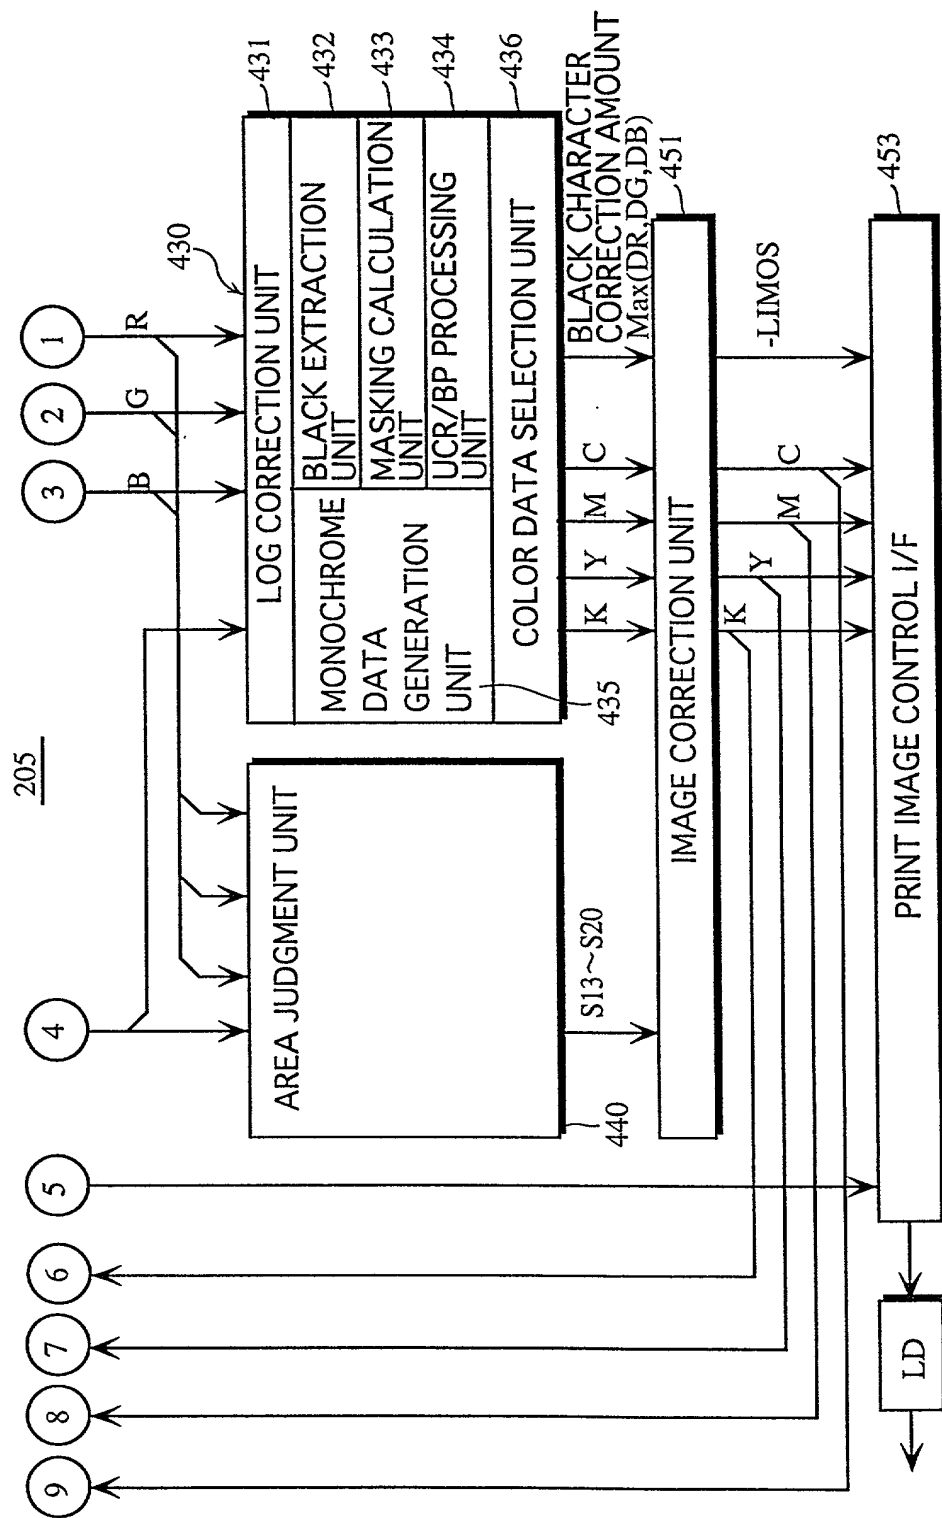 205
1
2
3
4
5
6
7
8
9
R
G
B
430
LOG CORRECTION UNIT
431
BLACK EXTRACTION
UNIT
432
MASKING CALCULATION
UNIT
433
UCR/BP PROCESSING
UNIT
434
MONOCHROME
DATA
GENERATION
UNIT
435
COLOR DATA SELECTION UNIT
436
AREA JUDGMENT UNIT
440
S13~S20
K
Y
M
C
BLACK CHARACTER
CORRECTION AMOUNT
Max(DR,DG,DB)
IMAGE CORRECTION UNIT
451
K
Y
M
C
-LIMOS
PRINT IMAGE CONTROL I/F
453
LD